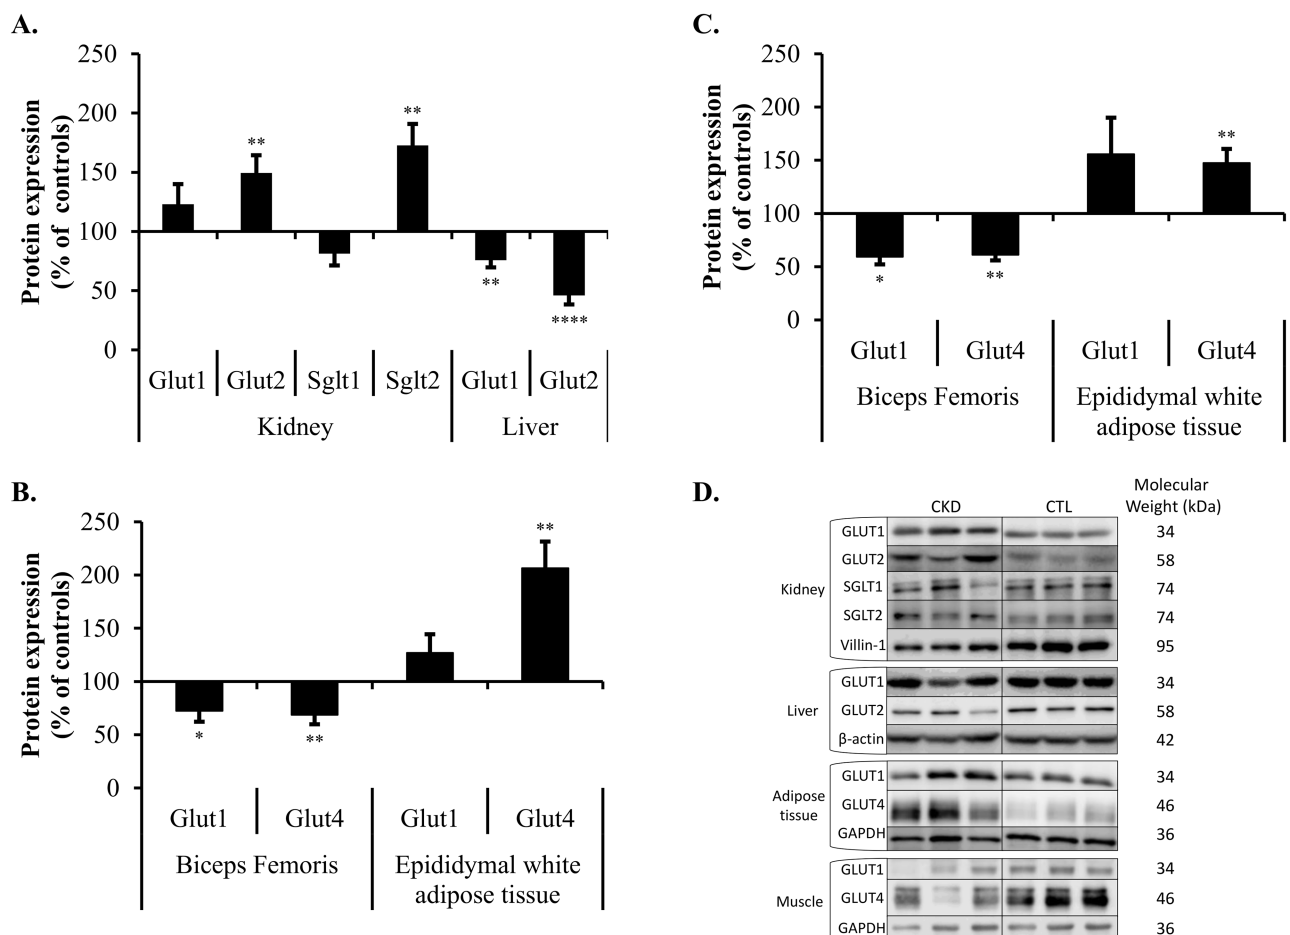 A.
250
200
150
100
50
0
Protein expression
(% of controls)
**
**
**
****
Glut1 Glut2 Sglt1 Sglt2 Glut1 Glut2
Kidney Liver
C.
250
200
150
100
50
0
Protein expression
(% of controls)
*
**
**
Glut1 Glut4 Glut1 Glut4
Biceps Femoris Epididymal white
adipose tissue
B.
250
200
150
100
50
0
Protein expression
(% of controls)
*
**
**
Glut1 Glut4 Glut1 Glut4
Biceps Femoris Epididymal white
adipose tissue
D.
CKD CTL Molecular
Weight (kDa)
Kidney
GLUT1 34
GLUT2 58
SGLT1 74
SGLT2 74
Villin-1 95
Liver
GLUT1 34
GLUT2 58
β-actin 42
Adipose
tissue
GLUT1 34
GLUT4 46
GAPDH 36
Muscle
GLUT1 34
GLUT4 46
GAPDH 36